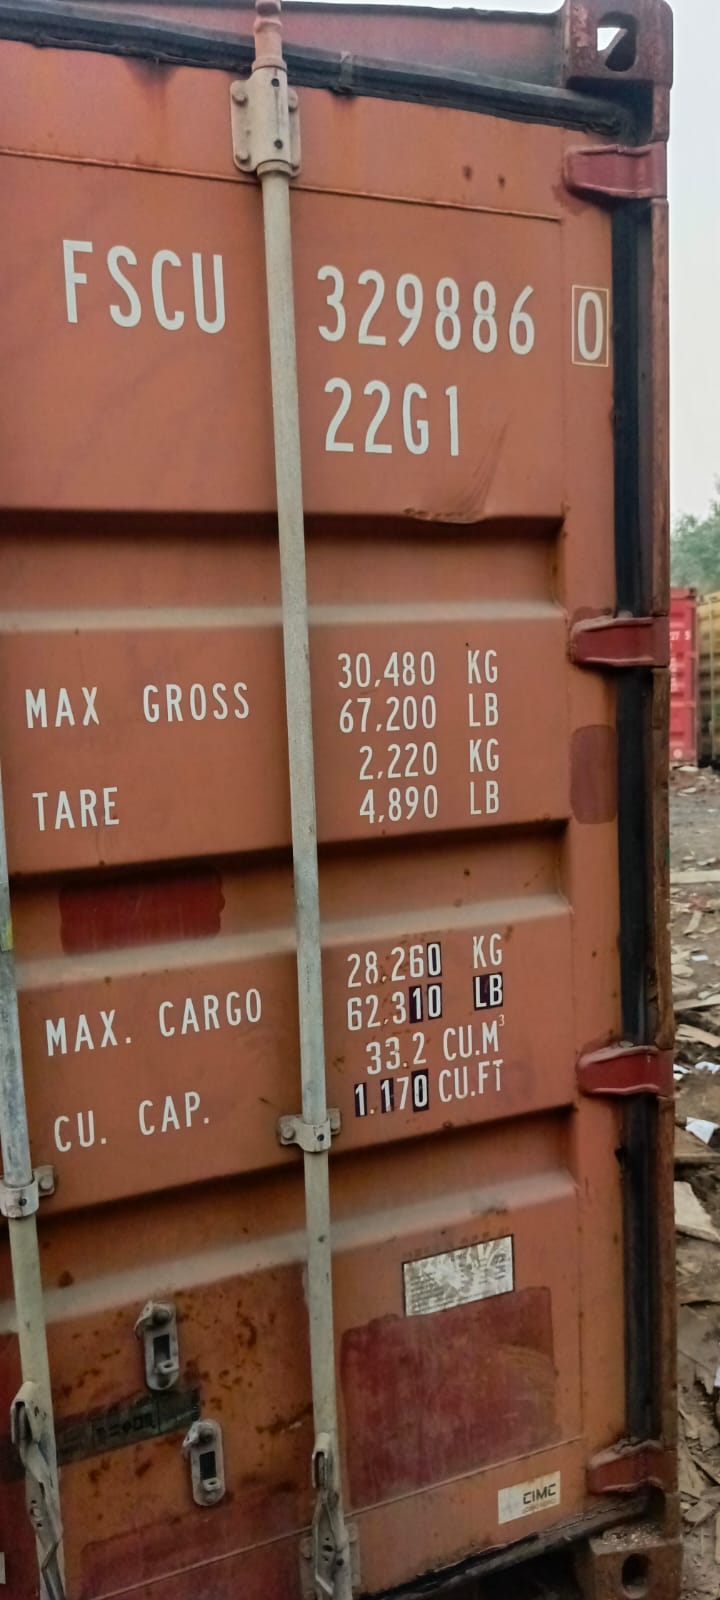 FSCU 329886 0
22G1
MAX GROSS 30,480 KG
67,200 LB
TARE 2,220 KG
4,890 LB
MAX. CARGO 28,260 KG
62,310 LB
CU. CAP. 33.2 CU.M³
1.170 CU.FT
CIMC